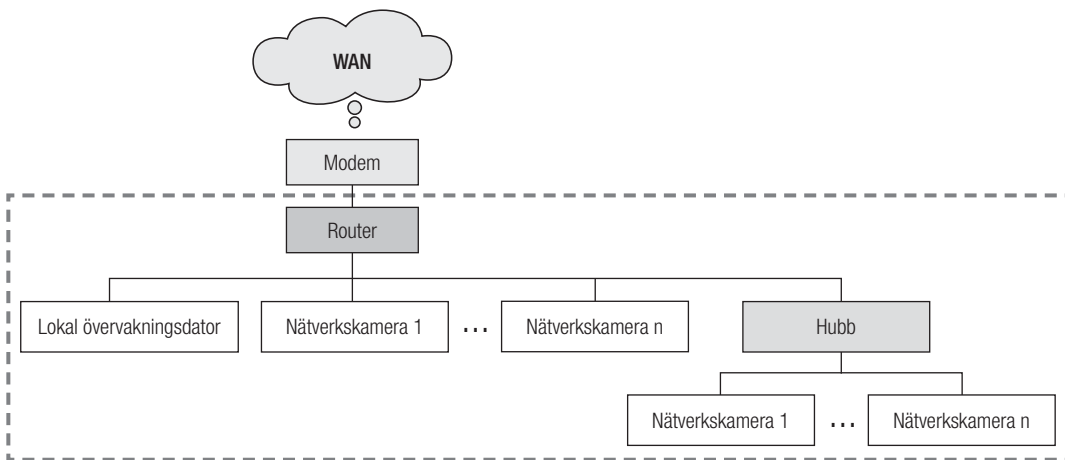 WAN
Modem
Router
Lokal övervakningsdator
Nätverkskamera 1
...
Nätverkskamera n
Hubb
Nätverkskamera 1
...
Nätverkskamera n